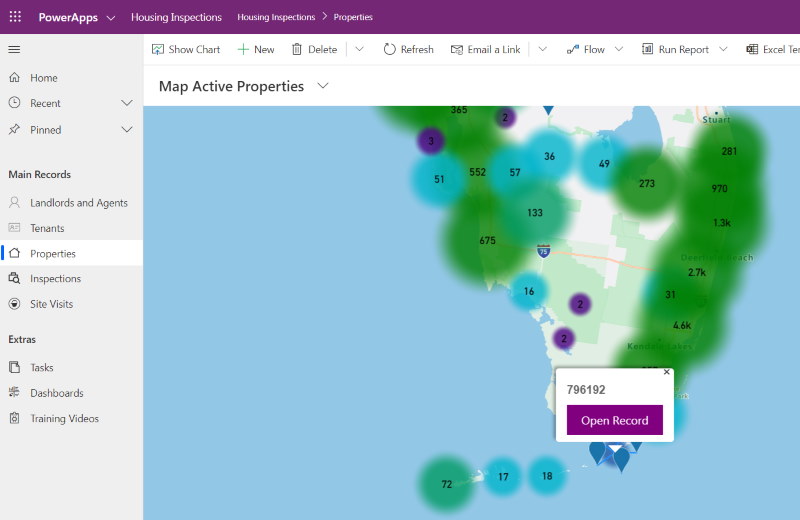 PowerApps
Housing Inspections
Housing Inspections
Properties
Show Chart
New
Delete
Refresh
Email a Link
Flow
Run Report
Excel Ter
Home
Recent
Pinned
Main Records
Landlords and Agents
Tenants
Properties
Inspections
Site Visits
Extras
Tasks
Dashboards
Training Videos
Map Active Properties
365
2
Stuart
3
36
281
51
552
57
49
273
970
133
1.3k
675
75
Deerfield Beach
2.7k
16
2
31
4.6k
2
Kendale Lakes
796192
Open Record
72
17
18